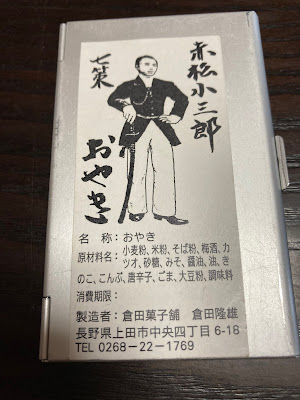 赤松小三郎
七策
おやき
名　称：おやき
原材料名：小麦粉、米粉、そば粉、梅酒、カ
ツオ、砂糖、みそ、醤油、油、き
のこ、こんぶ、唐辛子、ごま、大豆粉、調味料
消費期限：
製造者：倉田菓子舗　倉田隆雄
長野県上田市中央四丁目6-18
TEL 0268－22－1769